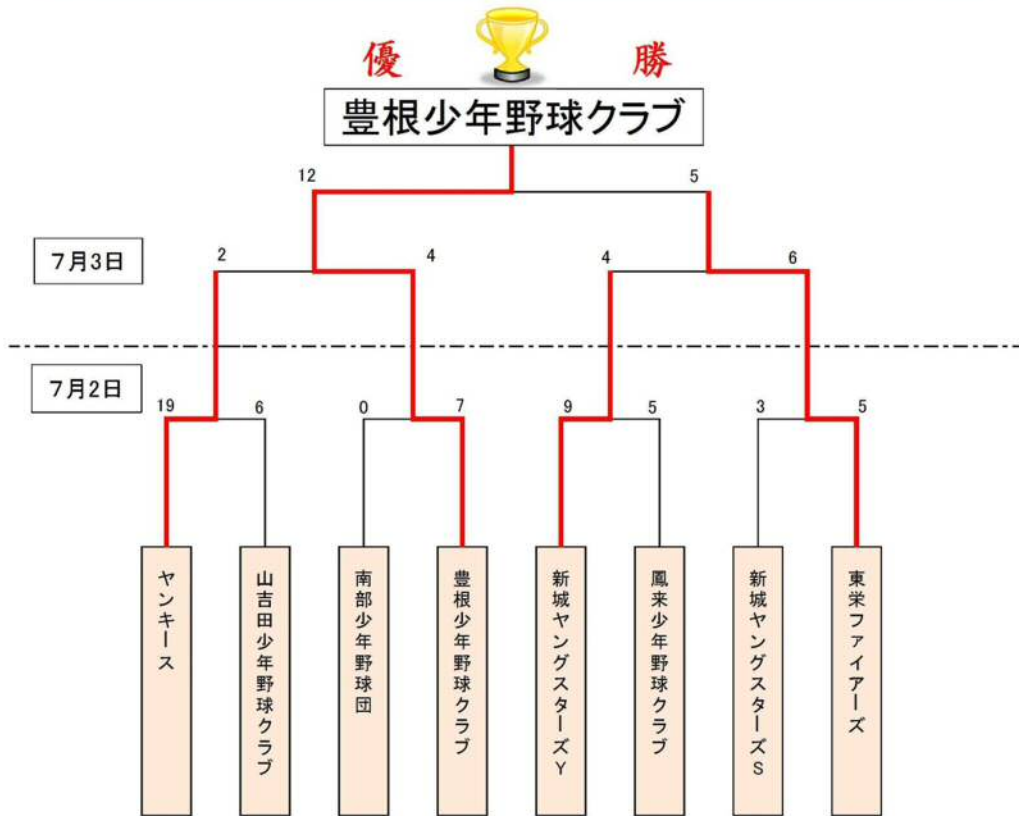 優 勝
豊根少年野球クラブ
12 5
7月3日
2 4 4 6
7月2日
19 6 0 7 9 5 3 5
ヤンキース
山吉田少年野球クラブ
南部少年野球団
豊根少年野球クラブ
新城ヤングスターズY
鳳来少年野球クラブ
新城ヤングスターズS
東栄ファイアーズ